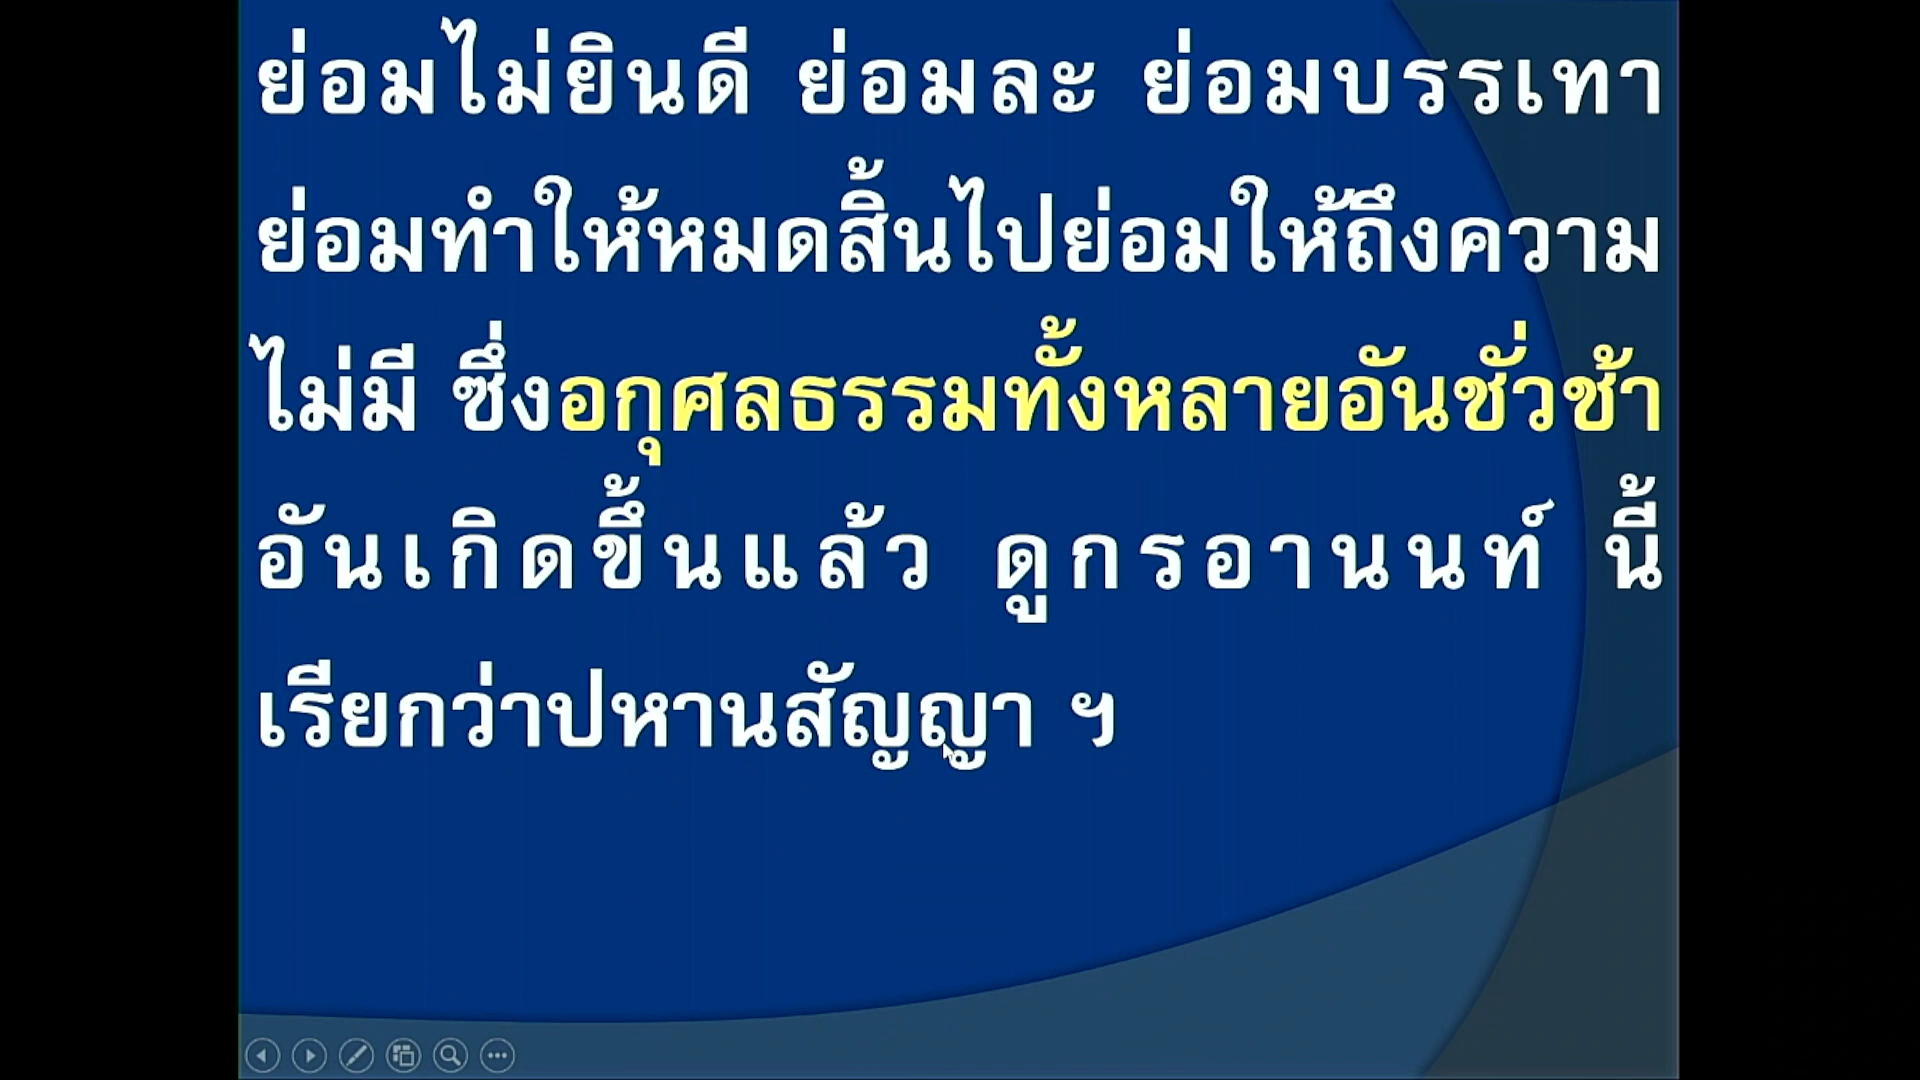 ย่อมไม่ยินดี ย่อมละ ย่อมบรรเทา
ย่อมทำให้หมดสิ้นไปย่อมให้ถึงความ
ไม่มี ซึ่งอกุศลธรรมทั้งหลายอันชั่วช้า
อันเกิดขึ้นแล้ว ดูกรอานนท์ นี้
เรียกว่าปหานสัญญา ฯ